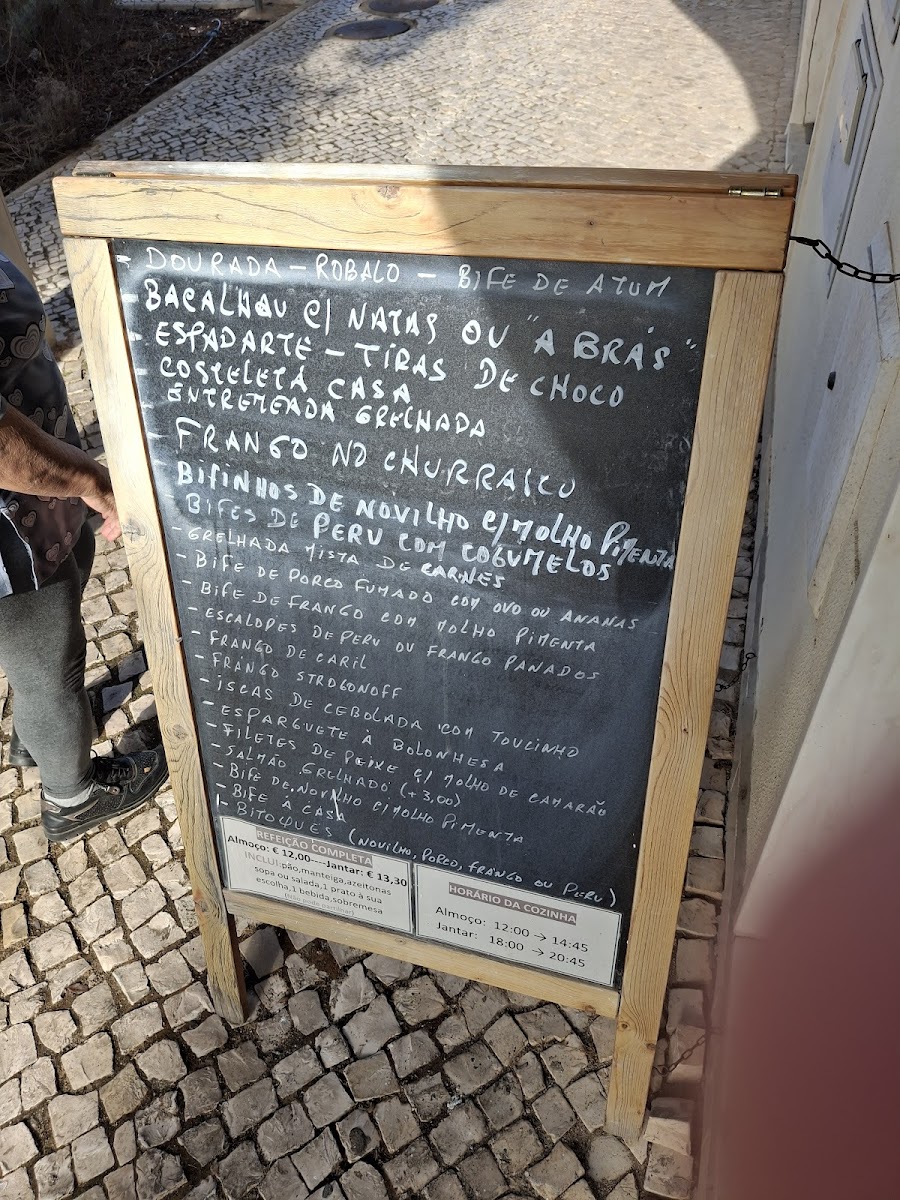 - DOURADA - ROBALO - BIFE DE ATUM
- BACALHAU C/ NATAS OU "A BRÁS"
- ESPADARTE - TIRAS DE CHOCO
- COSTELETA CASA
- ENTREMEADA GRELHADA
- FRANGO NO CHURRASCO
- BIFINHOS DE NOVILHO C/MOLHO PIMENTA
- BIFES DE PERU COM COGUMELOS
- GRELHADA MISTA DE CARNES
- BIFE DE PORCO FUMADO COM OVO OU ANANAS
- BIFE DE FRANGO COM MOLHO PIMENTA
- ESCALOPES DE PERU OU FRANGO PANADOS
- FRANGO DE CARIL
- FRANGO STROGONOFF
- ISCAS DE CEBOLADA COM TOUCINHO
- ESPARGUETE À BOLONHESA
- FILETES DE PEIXE C/ MOLHO DE CAMARÃO
- SALMÃO GRELHADO (+3,00)
- BIFE DE NOVILHO C/MOLHO PIMENTA
- BIFE À CASA
- BITOQUES (NOVILHO, PORCO, FRANGO OU PERU)
REFEIÇÃO COMPLETA
Almoço: € 12,00----Jantar: € 13,30
INCLUI:pão,manteiga,azeitonas
sopa ou salada,1 prato à sua
escolha,1 bebida,sobremesa
HORÁRIO DA COZINHA
Almoço: 12:00 → 14:45
Jantar: 18:00 → 20:45